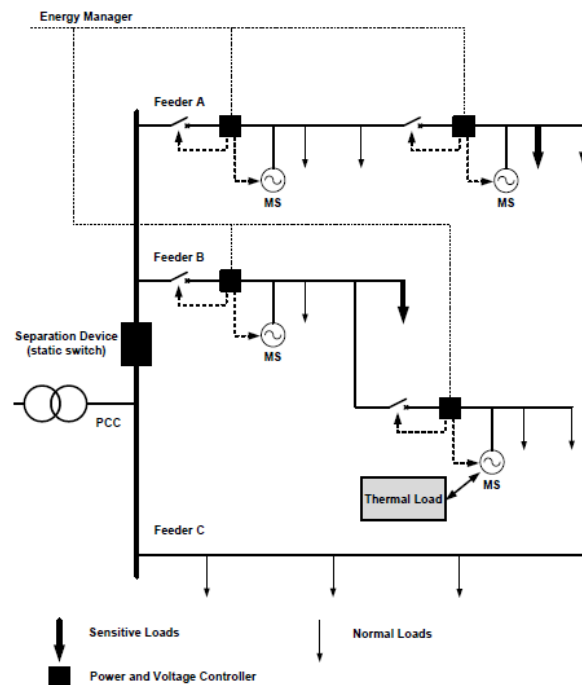 Energy Manager
Feeder A
MS
MS
Feeder B
Separation Device
(static switch)
MS
PCC
MS
Thermal Load
Feeder C
Sensitive Loads
Normal Loads
Power and Voltage Controller